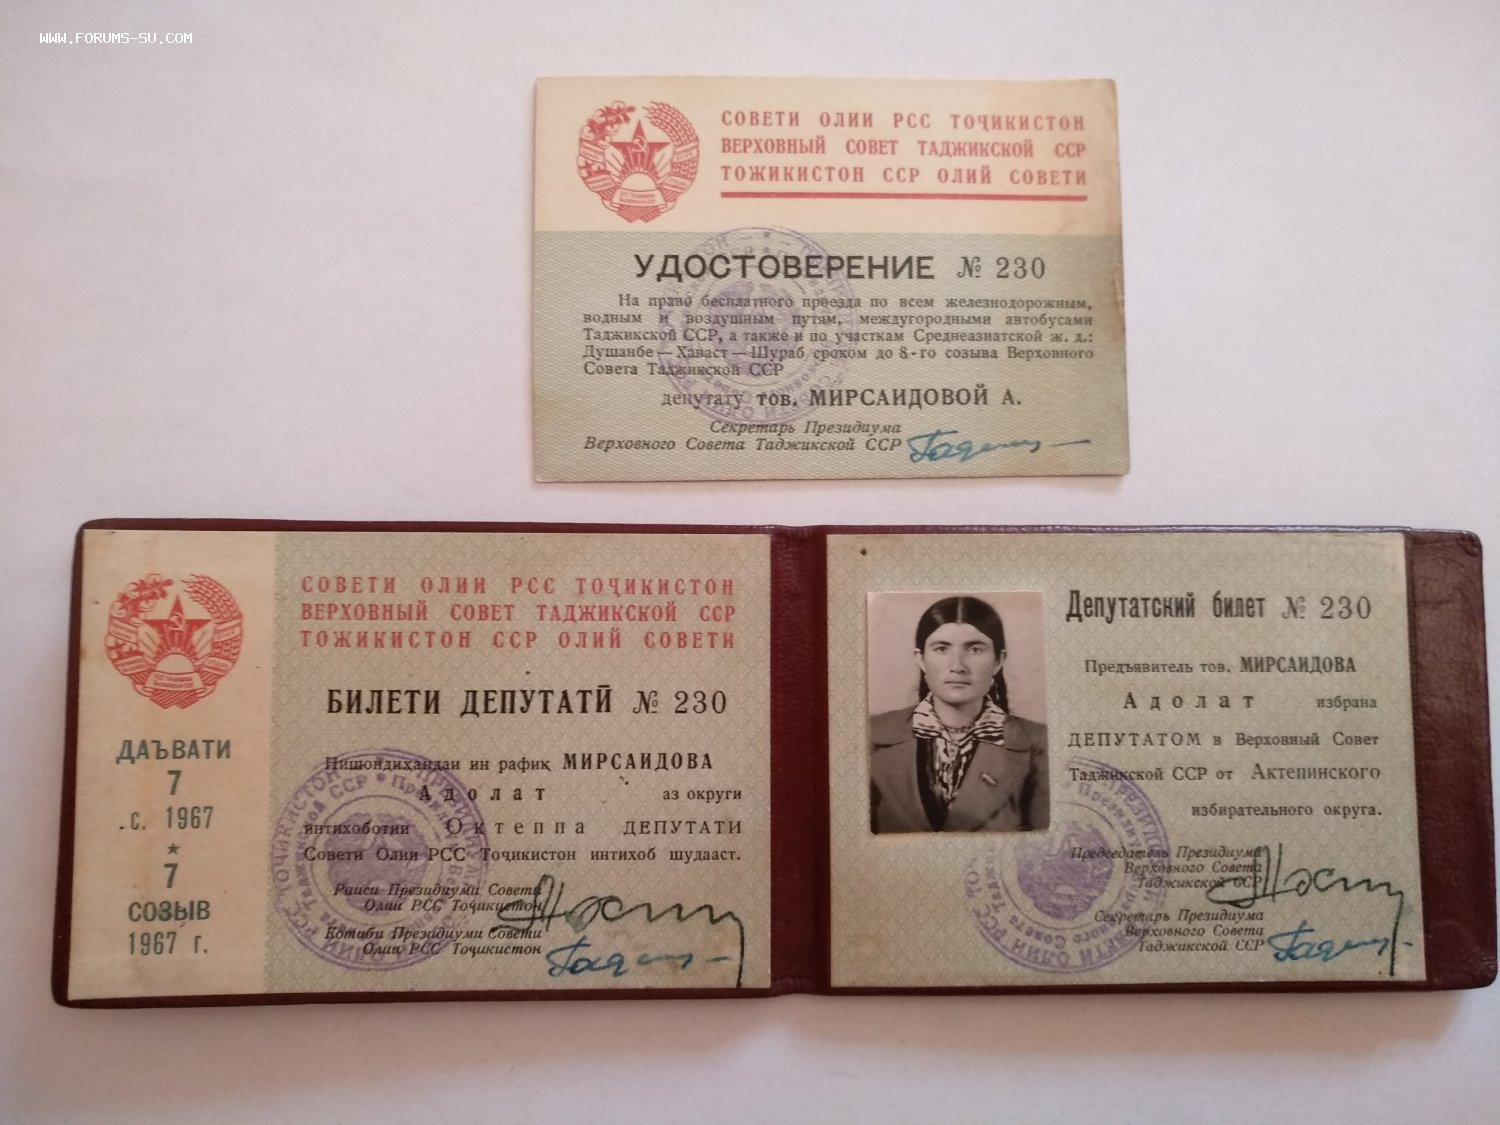 WWW.FORUMS-SU.COM
СОВЕТИ ОЛИИ РСС ТОҶИКИСТОН
ВЕРХОВНЫЙ СОВЕТ ТАДЖИКСКОЙ ССР
ТОЖИКИСТОН ССР ОЛИЙ СОВЕТИ
УДОСТОВЕРЕНИЕ № 230
На право бесплатного проезда по всем железнодорожным,
водным и воздушным путям, междугородными автобусами
Таджикской ССР, а также и по участкам Среднеазиатской ж. д.:
Душанбе — Хаваст — Шураб сроком до 8-го созыва Верховного
Совета Таджикской ССР
депутату тов. МИРСАИДОВОЙ А.
Секретарь Президиума
Верховного Совета Таджикской ССР
СОВЕТИ ОЛИИ РСС ТОҶИКИСТОН
ВЕРХОВНЫЙ СОВЕТ ТАДЖИКСКОЙ ССР
ТОЖИКИСТОН ССР ОЛИЙ СОВЕТИ
БИЛЕТИ ДЕПУТАТӢ № 230
ДАЪВАТИ
7
с. 1967
★
7
СОЗЫВ
1967 г.
Нишондиҳандаи ин рафиқ МИРСАИДОВА
Адолат аз округи
интихоботии Октеппа ДЕПУТАТИ
Совети Олии РСС Тоҷикистон интихоб шудааст.
Раиси Президиуми Совети
Олии РСС Тоҷикистон
Котиби Президиуми Совети
Олии РСС Тоҷикистон
Депутатский билет № 230
Предъявитель тов. МИРСАИДОВА
Адолат избрана
ДЕПУТАТОМ в Верховный Совет
Таджикской ССР от Актепинского
избирательного округа.
Председатель Президиума
Верховного Совета
Таджикской ССР
Секретарь Президиума
Верховного Совета
Таджикской ССР